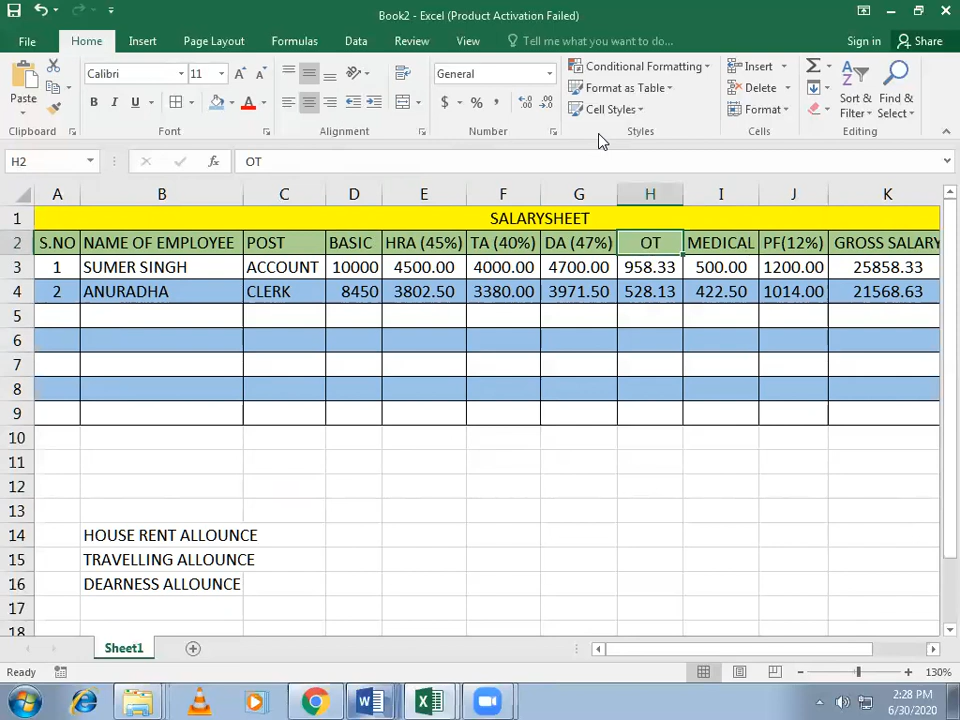 Book2 - Excel (Product Activation Failed)
File Home Insert Page Layout Formulas Data Review View Tell me what you want to do... Sign in Share
Paste Calibri 11 General Conditional Formatting Insert
Format as Table Delete
B I U A $ % Cell Styles Format Sort & Filter Find & Select
Clipboard Font Alignment Number Styles Cells Editing
H2 fx OT
A B C D E F G H I J K
1 SALARYSHEET
2 S.NO NAME OF EMPLOYEE POST BASIC HRA (45%) TA (40%) DA (47%) OT MEDICAL PF(12%) GROSS SALARY
3 1 SUMER SINGH ACCOUNT 10000 4500.00 4000.00 4700.00 958.33 500.00 1200.00 25858.33
4 2 ANURADHA CLERK 8450 3802.50 3380.00 3971.50 528.13 422.50 1014.00 21568.63
5
6
7
8
9
10
11
12
13
14 HOUSE RENT ALLOUNCE
15 TRAVELLING ALLOUNCE
16 DEARNESS ALLOUNCE
17
18
Sheet1
Ready 130%
2:28 PM
6/30/2020